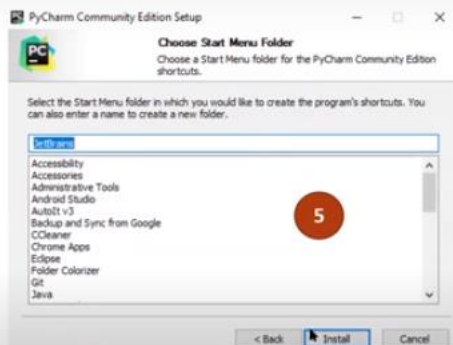 PyCharm Community Edition Setup
PC
Choose Start Menu Folder
Choose a Start Menu folder for the PyCharm Community Edition
shortcuts.
Select the Start Menu folder in which you would like to create the program's shortcuts. You
can also enter a name to create a new folder.
JetBrains
Accessibility
Accessories
Administrative Tools
Android Studio
AutoIt v3
Backup and Sync from Google
CCleaner
Chrome Apps
Eclipse
Folder Colorizer
Git
Java
5
< Back
Install
Cancel